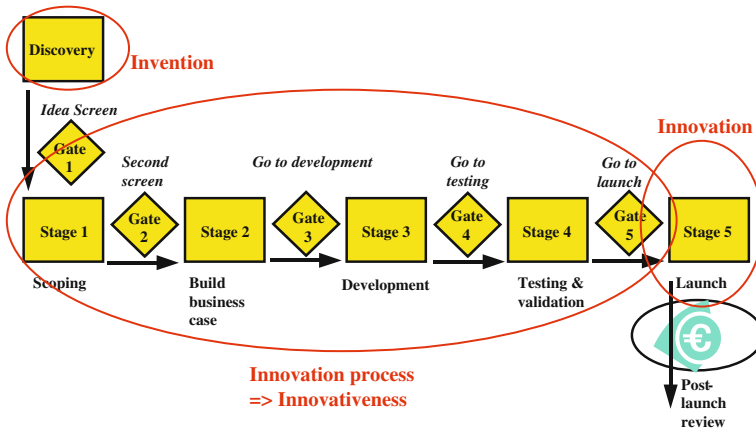 Discovery
Invention
Idea Screen
Gate
1
Second
screen
Go to development
Go to
testing
Go to
launch
Innovation
Stage 1
Gate
2
Stage 2
Gate
3
Stage 3
Gate
4
Stage 4
Gate
5
Stage 5
Scoping
Build
business
case
Development
Testing &
validation
Launch
€
Innovation process
=> Innovativeness
Post-
launch
review